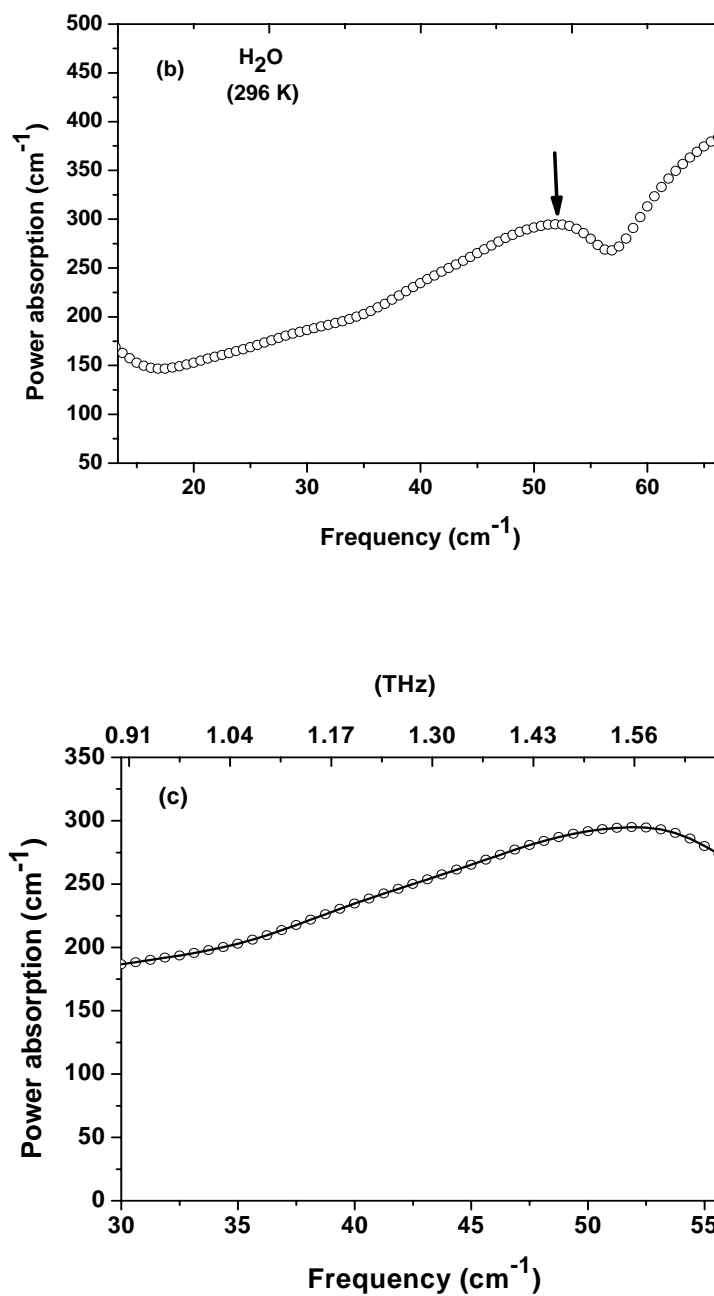 500
450
400
350
300
250
200
150
100
50
Power absorption (cm-1)
(b)
H2O
(296 K)
20 30 40 50 60
Frequency (cm-1)
(THz)
0.91 1.04 1.17 1.30 1.43 1.56
350
300
250
200
150
100
50
0
Power absorption (cm-1)
(c)
30 35 40 45 50 55
Frequency (cm-1)